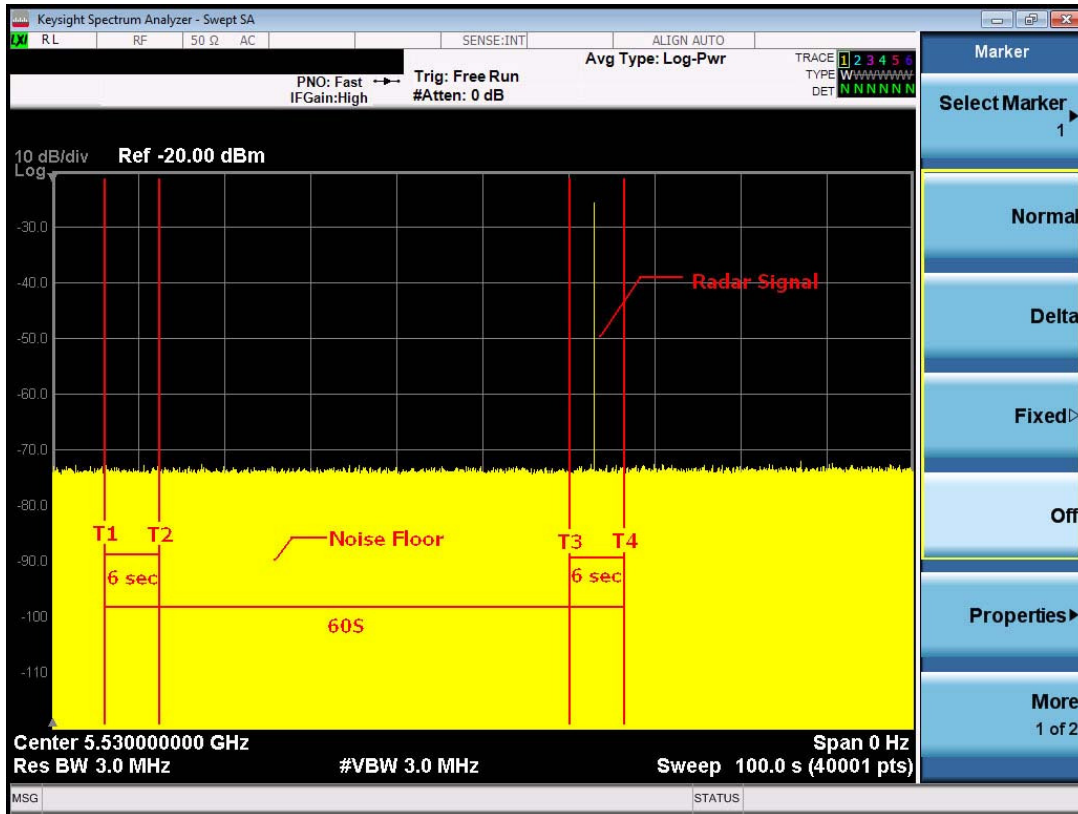 Keysight Spectrum Analyzer - Swept SA
LXI RL RF 50 Ω AC SENSE:INT ALIGN AUTO
Avg Type: Log-Pwr
TRACE 1 2 3 4 5 6
TYPE WWWWWWW
DET N N N N N N
PNO: Fast
IFGain:High
Trig: Free Run
#Atten: 0 dB
10 dB/div
Log
Ref -20.00 dBm
-30.0
-40.0
-50.0
-60.0
-70.0
-80.0
-90.0
-100
-110
Radar Signal
T1 T2
Noise Floor
T3 T4
6 sec
6 sec
60S
Center 5.530000000 GHz
Span 0 Hz
Res BW 3.0 MHz
#VBW 3.0 MHz
Sweep 100.0 s (40001 pts)
MSG
STATUS
Marker
Select Marker
1
Normal
Delta
Fixed
Off
Properties
More
1 of 2